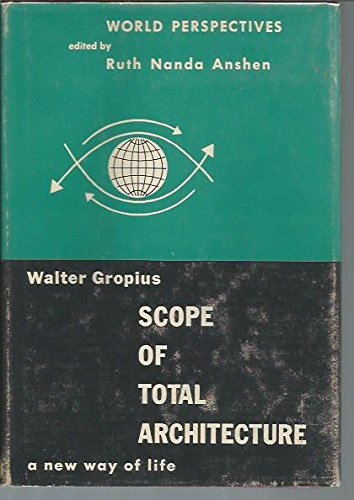 WORLD PERSPECTIVES
edited by
Ruth Nanda Anshen
Walter Gropius
SCOPE
OF
TOTAL
ARCHITECTURE
a new way of life